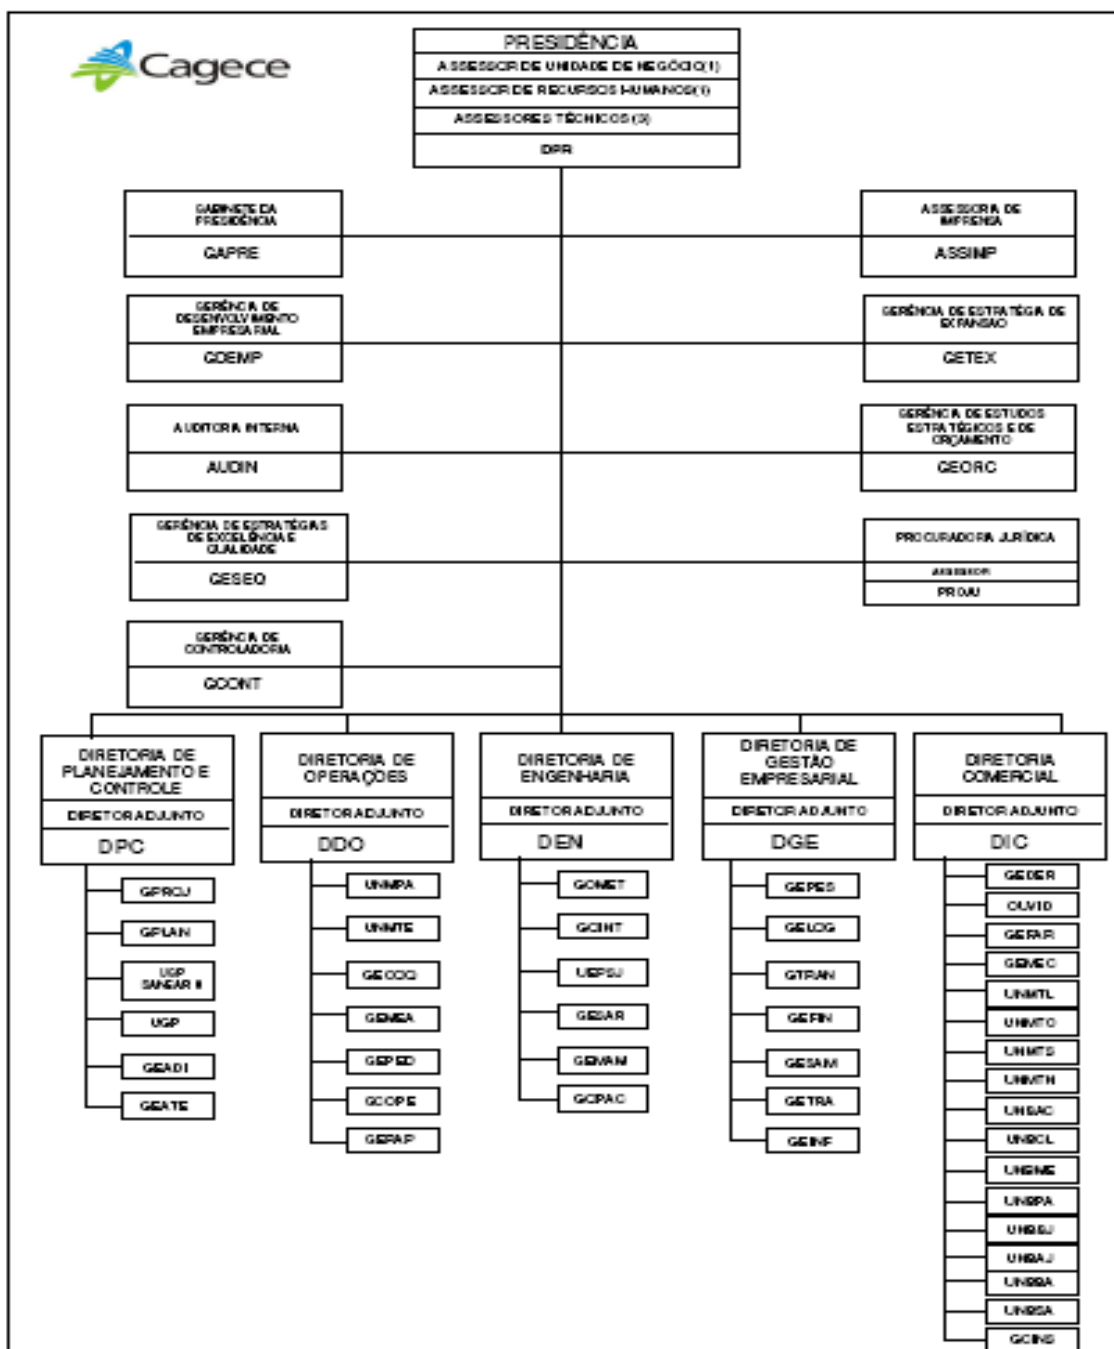 Cagece
PRESIDÊNCIA
ASSESSOR DE UNIDADE DE NEGÓCIO(1)
ASSESSOR DE RECURSOS HUMANOS(1)
ASSESSORES TÉCNICOS(3)
DPR
GABINETE DA
PRESIDÊNCIA
GAPRE
ASSESSORIA DE
IMPRENSA
ASSIMP
GERÊNCIA DE
DESENVOLVIMENTO
EMPRESARIAL
GDEMP
GERÊNCIA DE ESTRATÉGIA DE
EXPANSÃO
GETEX
AUDITORIA INTERNA
AUDIN
GERÊNCIA DE ESTUDOS
ESTRATÉGICOS E DE
ORÇAMENTO
GEORC
GERÊNCIA DE ESTRATÉGIAS
DE EXCELÊNCIA E
QUALIDADE
GESEQ
PROCURADORIA JURÍDICA
ASSESSOR
PROJU
GERÊNCIA DE
CONTROLADORIA
GCONT
DIRETORIA DE
PLANEJAMENTO E
CONTROLE
DIRETOR ADJUNTO
DPC
GPROJ
GPLAN
UGP
SANEAR II
UGP
GEADI
GEATE
DIRETORIA DE
OPERAÇÕES
DIRETOR ADJUNTO
DDO
UNMPA
UNMTE
GECOQ
GEMEA
GEPED
GCOPE
GEPAP
DIRETORIA DE
ENGENHARIA
DIRETOR ADJUNTO
DEN
GOMET
GOINT
UEPSJ
GESAR
GEMAM
GOPAC
DIRETORIA DE
GESTÃO
EMPRESARIAL
DIRETOR ADJUNTO
DGE
GEPES
GELOG
GTRAN
GEFIN
GESAM
GETRA
GEINF
DIRETORIA
COMERCIAL
DIRETOR ADJUNTO
DIC
GEDER
OUVID
GEFAR
GEMEC
UNMTL
UNMTO
UNMTS
UNMTN
UNBAC
UNBCL
UNBME
UNBPA
UNBSJ
UNBAJ
UNBBA
UNBSA
GCINS